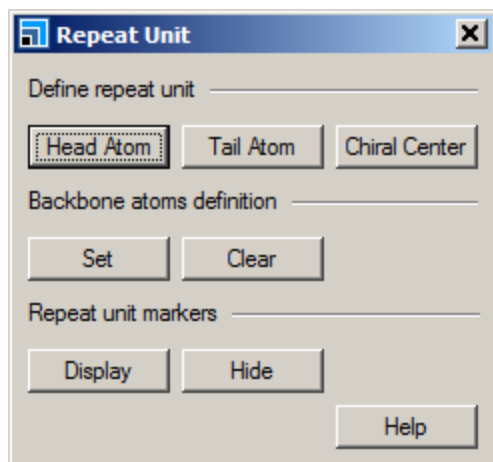 Repeat Unit
Define repeat unit
Head Atom Tail Atom Chiral Center
Backbone atoms definition
Set Clear
Repeat unit markers
Display Hide
Help